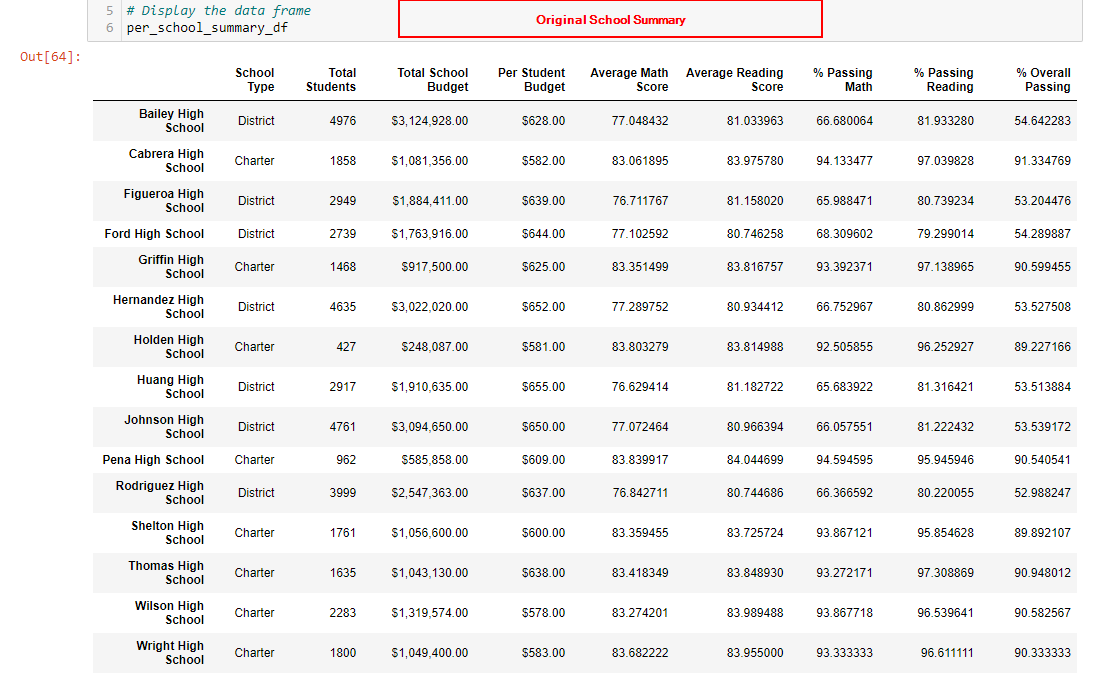 5 # Display the data frame
6 per_school_summary_df
Original School Summary
Out[64]:
School Type Total Students Total School Budget Per Student Budget Average Math Score Average Reading Score % Passing Math % Passing Reading % Overall Passing
Bailey High School District 4976 $3,124,928.00 $628.00 77.048432 81.033963 66.680064 81.933280 54.642283
Cabrera High School Charter 1858 $1,081,356.00 $582.00 83.061895 83.975780 94.133477 97.039828 91.334769
Figueroa High School District 2949 $1,884,411.00 $639.00 76.711767 81.158020 65.988471 80.739234 53.204476
Ford High School District 2739 $1,763,916.00 $644.00 77.102592 80.746258 68.309602 79.299014 54.289887
Griffin High School Charter 1468 $917,500.00 $625.00 83.351499 83.816757 93.392371 97.138965 90.599455
Hernandez High School District 4635 $3,022,020.00 $652.00 77.289752 80.934412 66.752967 80.862999 53.527508
Holden High School Charter 427 $248,087.00 $581.00 83.803279 83.814988 92.505855 96.252927 89.227166
Huang High School District 2917 $1,910,635.00 $655.00 76.629414 81.182722 65.683922 81.316421 53.513884
Johnson High School District 4761 $3,094,650.00 $650.00 77.072464 80.966394 66.057551 81.222432 53.539172
Pena High School Charter 962 $585,858.00 $609.00 83.839917 84.044699 94.594595 95.945946 90.540541
Rodriguez High School District 3999 $2,547,363.00 $637.00 76.842711 80.744686 66.366592 80.220055 52.988247
Shelton High School Charter 1761 $1,056,600.00 $600.00 83.359455 83.725724 93.867121 95.854628 89.892107
Thomas High School Charter 1635 $1,043,130.00 $638.00 83.418349 83.848930 93.272171 97.308869 90.948012
Wilson High School Charter 2283 $1,319,574.00 $578.00 83.274201 83.989488 93.867718 96.539641 90.582567
Wright High School Charter 1800 $1,049,400.00 $583.00 83.682222 83.955000 93.333333 96.611111 90.333333